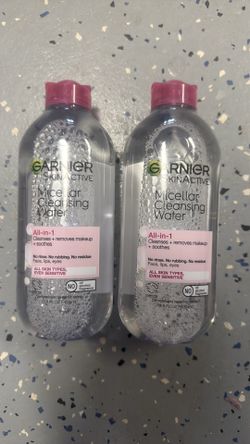 GARNIER
SKINACTIVE
Micellar
Cleansing
Water
All-in-1
Cleanses + removes makeup
+ soothes
No rinse. No rubbing. No residue
Face, lips, eyes
ALL SKIN TYPES,
EVEN SENSITIVE
NO
GARNIER
SKINACTIVE
Micellar
Cleansing
Water
All-in-1
Cleanses + removes makeup
+ soothes
No rinse. No rubbing. No residue
Face, lips, eyes
ALL SKIN TYPES,
EVEN SENSITIVE
NO